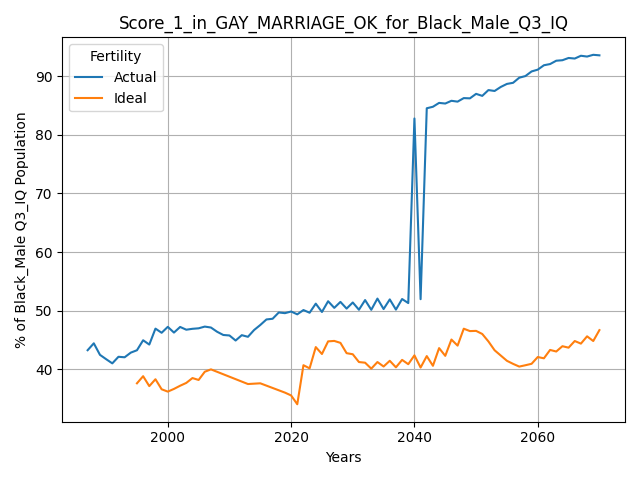 Score_1_in_GAY_MARRIAGE_OK_for_Black_Male_Q3_IQ
Fertility
Actual
Ideal
% of Black_Male Q3_IQ Population
90
80
70
60
50
40
2000
2020
2040
2060
Years